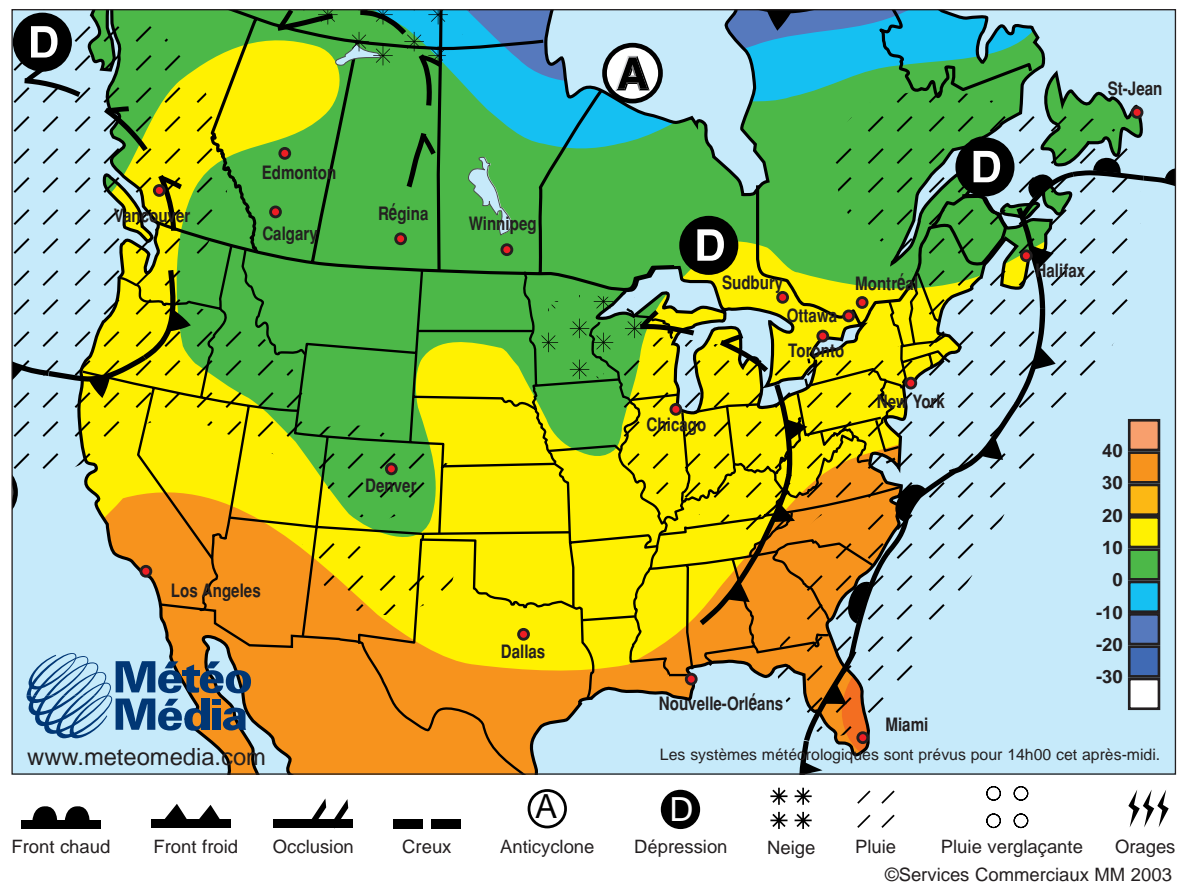 D
A
St-Jean
D
Edmonton
Vancouver
Calgary
Régina
Winnipeg
D
Sudbury
Montréal
Halifax
Ottawa
Toronto
New York
Chicago
Denver
40
30
20
10
0
-10
-20
-30
Los Angeles
Dallas
Nouvelle-Orléans
Miami
Météo
Média
www.meteomedia.com
Les systèmes météorologiques sont prévus pour 14h00 cet après-midi.
A
D
Front chaud
Front froid
Occlusion
Creux
Anticyclone
Dépression
Neige
Pluie
Pluie verglaçante
Orages
©Services Commerciaux MM 2003